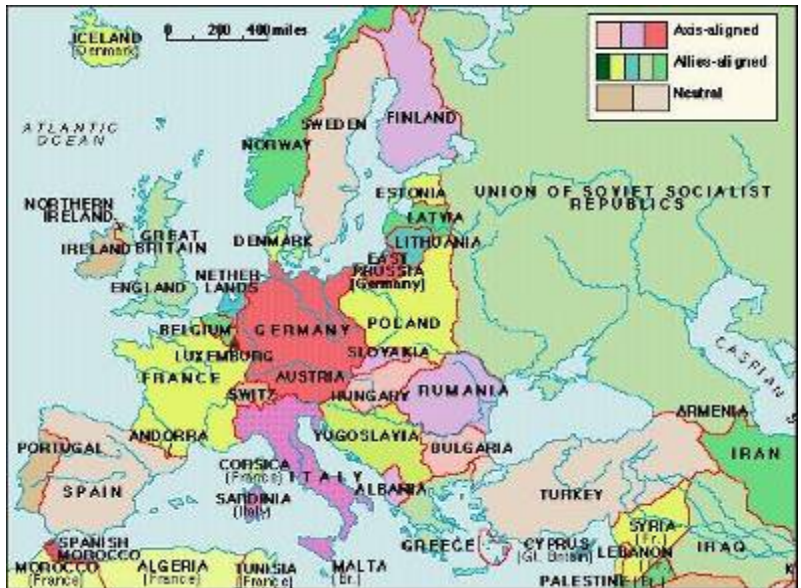 ICELAND
(Denmark)
0 200 400 miles
Axis-aligned
Allies-aligned
Neutral
ATLANTIC
OCEAN
NORWAY
SWEDEN
FINLAND
ESTONIA
UNION OF SOVIET SOCIALIST
REPUBLICS
LATVIA
LITHUANIA
NORTHERN
IRELAND
IRELAND
GREAT
BRITAIN
ENGLAND
DENMARK
EAST
PRUSSIA
(Germany)
NETHER
LANDS
BELGIUM
LUXEMBURG
GERMANY
POLAND
SLOVAKIA
FRANCE
SWITZ
AUSTRIA
HUNGARY
RUMANIA
CASPIAN S
ANDORRA
YUGOSLAVIA
BULGARIA
ARMENIA
IRAN
PORTUGAL
SPAIN
CORSICA
(France)
ITALY
ALBANIA
SARDINIA
(Italy)
TURKEY
GREECE
CYPRUS
(Gt. Britain)
SYRIA
(Fr.)
LEBANON
IRAQ
SPANISH
MOROCCO
MOROCCO
(France)
ALGERIA
(France)
TUNISIA
(France)
MALTA
(Br.)
PALESTINE
K